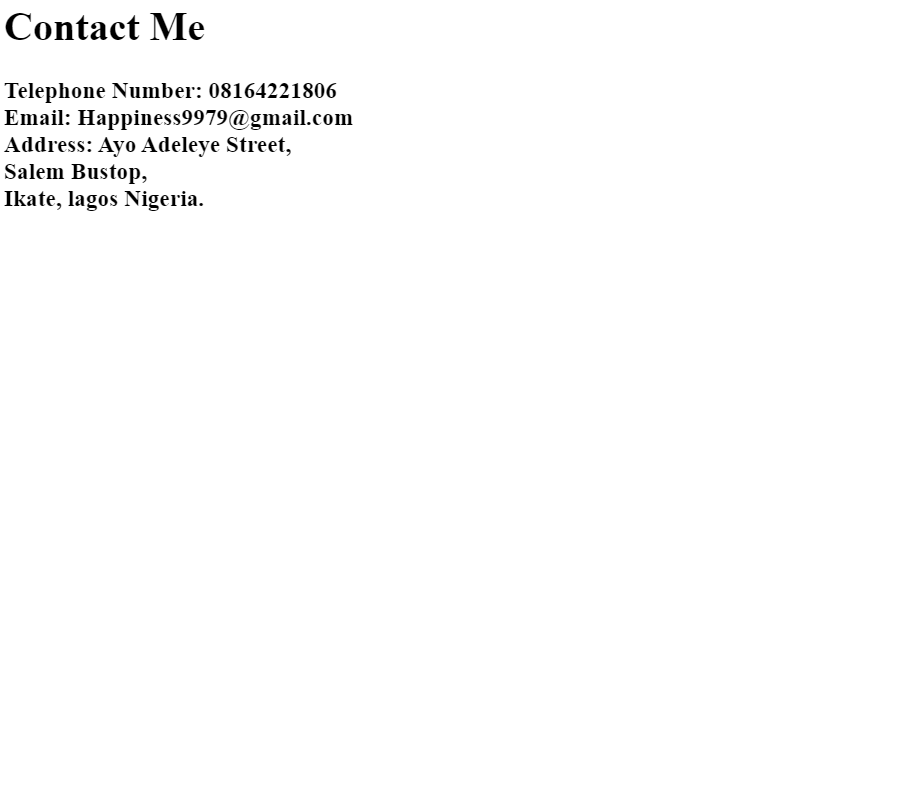 Contact Me
Telephone Number: 08164221806
Email: Happiness9979@gmail.com
Address: Ayo Adeleye Street,
Salem Bustop,
Ikate, lagos Nigeria.